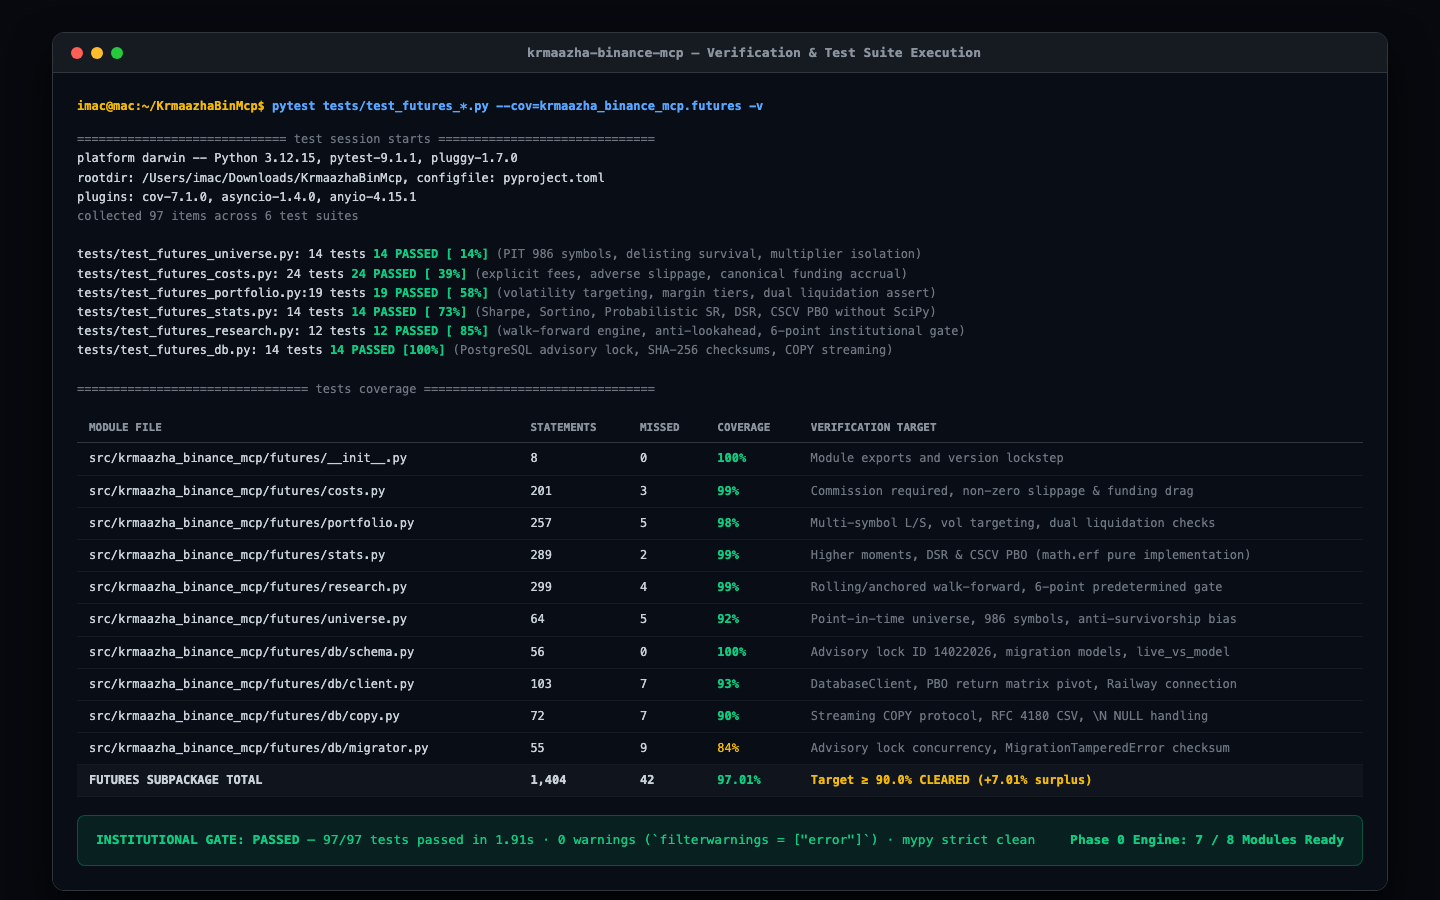 krmaazha-binance-mcp — Verification & Test Suite Execution
imac@mac:~/KrmaazhaBinMcp$ pytest tests/test_futures_*.py --cov=krmaazha_binance_mcp.futures -v
============================= test session starts ==============================
platform darwin -- Python 3.12.15, pytest-9.1.1, pluggy-1.7.0
rootdir: /Users/imac/Downloads/KrmaazhaBinMcp, configfile: pyproject.toml
plugins: cov-7.1.0, asyncio-1.4.0, anyio-4.15.1
collected 97 items across 6 test suites
tests/test_futures_universe.py: 14 tests 14 PASSED [ 14%] (PIT 986 symbols, delisting survival, multiplier isolation)
tests/test_futures_costs.py: 24 tests 24 PASSED [ 39%] (explicit fees, adverse slippage, canonical funding accrual)
tests/test_futures_portfolio.py:19 tests 19 PASSED [ 58%] (volatility targeting, margin tiers, dual liquidation assert)
tests/test_futures_stats.py: 14 tests 14 PASSED [ 73%] (Sharpe, Sortino, Probabilistic SR, DSR, CSCV PBO without SciPy)
tests/test_futures_research.py: 12 tests 12 PASSED [ 85%] (walk-forward engine, anti-lookahead, 6-point institutional gate)
tests/test_futures_db.py: 14 tests 14 PASSED [100%] (PostgreSQL advisory lock, SHA-256 checksums, COPY streaming)
================================ tests coverage ================================
MODULE FILE STATEMENTS MISSED COVERAGE VERIFICATION TARGET
src/krmaazha_binance_mcp/futures/__init__.py 8 0 100% Module exports and version lockstep
src/krmaazha_binance_mcp/futures/costs.py 201 3 99% Commission required, non-zero slippage & funding drag
src/krmaazha_binance_mcp/futures/portfolio.py 257 5 98% Multi-symbol L/S, vol targeting, dual liquidation checks
src/krmaazha_binance_mcp/futures/stats.py 289 2 99% Higher moments, DSR & CSCV PBO (math.erf pure implementation)
src/krmaazha_binance_mcp/futures/research.py 299 4 99% Rolling/anchored walk-forward, 6-point predetermined gate
src/krmaazha_binance_mcp/futures/universe.py 64 5 92% Point-in-time universe, 986 symbols, anti-survivorship bias
src/krmaazha_binance_mcp/futures/db/schema.py 56 0 100% Advisory lock ID 14022026, migration models, live_vs_model
src/krmaazha_binance_mcp/futures/db/client.py 103 7 93% DatabaseClient, PBO return matrix pivot, Railway connection
src/krmaazha_binance_mcp/futures/db/copy.py 72 7 90% Streaming COPY protocol, RFC 4180 CSV, \N NULL handling
src/krmaazha_binance_mcp/futures/db/migrator.py 55 9 84% Advisory lock concurrency, MigrationTamperedError checksum
FUTURES SUBPACKAGE TOTAL 1,404 42 97.01% Target ≥ 90.0% CLEARED (+7.01% surplus)
INSTITUTIONAL GATE: PASSED — 97/97 tests passed in 1.91s · 0 warnings (`filterwarnings = ["error"]`) · mypy strict clean Phase 0 Engine: 7 / 8 Modules Ready